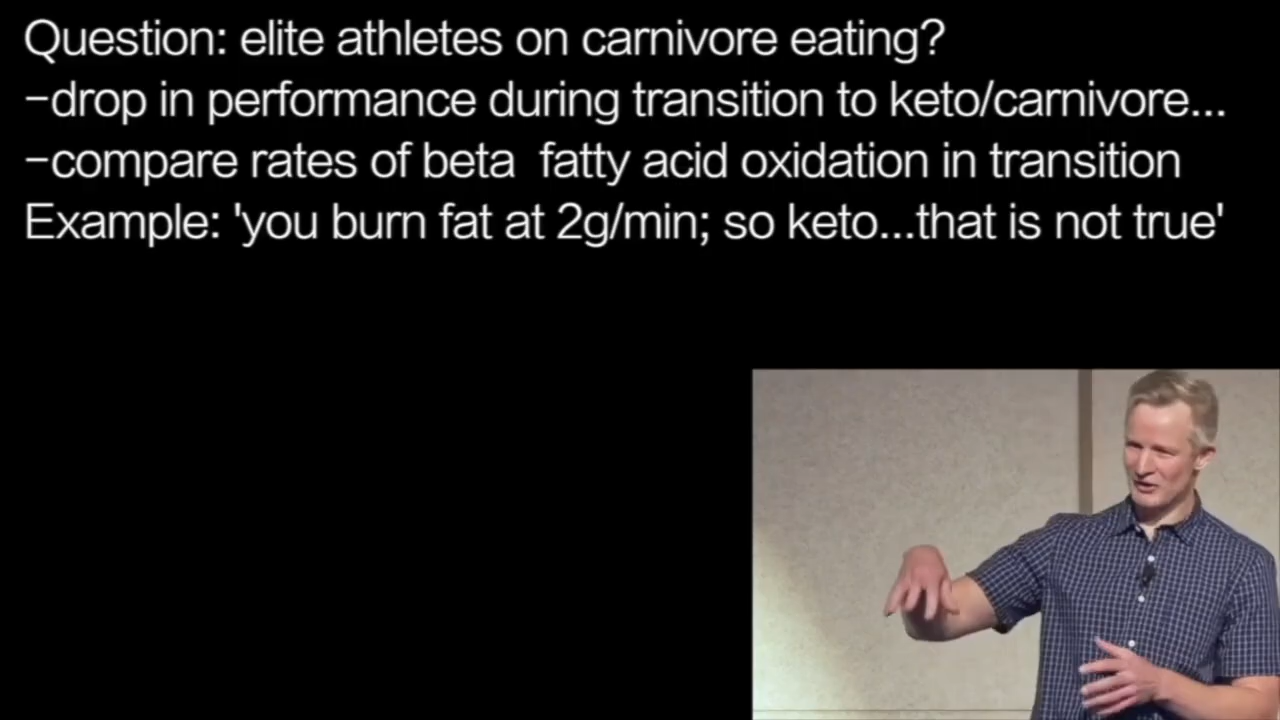 Question: elite athletes on carnivore eating?
–drop in performance during transition to keto/carnivore...
–compare rates of beta  fatty acid oxidation in transition
Example: 'you burn fat at 2g/min; so keto...that is not true'